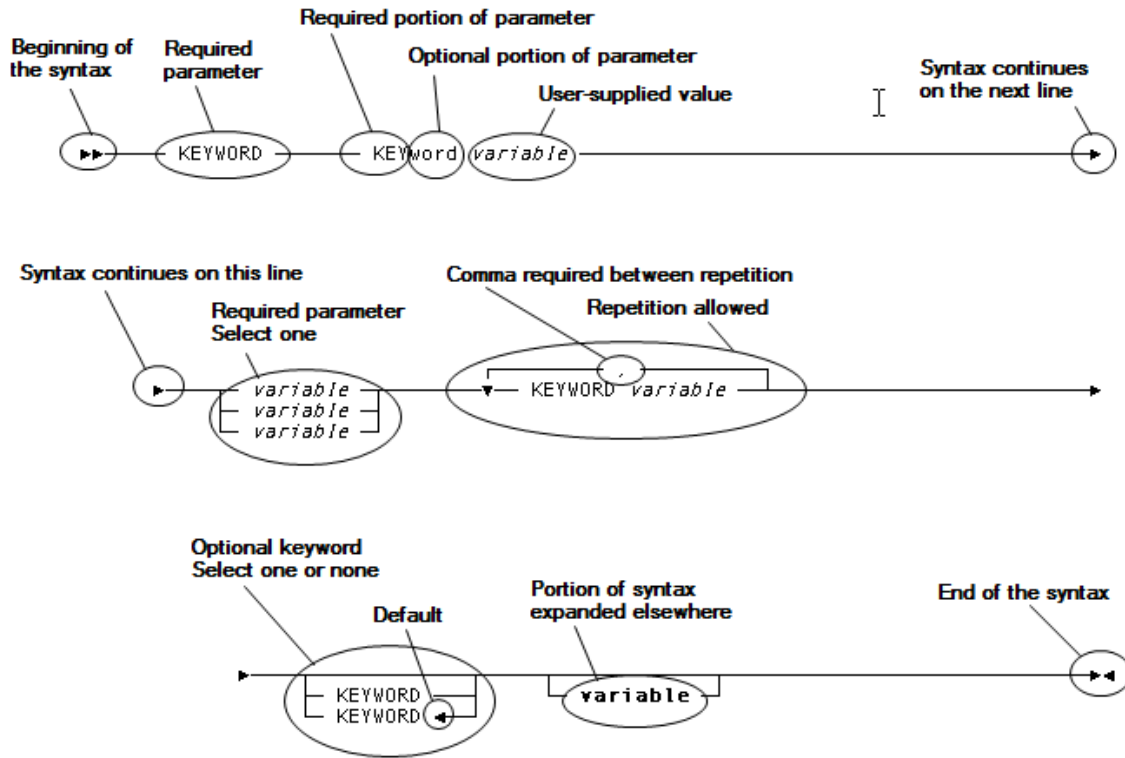 Required portion of parameter
Beginning of
the syntax
Required
parameter
Optional portion of parameter
User-supplied value
Syntax continues
on the next line
KEYWORD KEYword variable
Syntax continues on this line
Comma required between repetition
Required parameter
Select one
Repetition allowed
,
variable
variable
variable
KEYWORD variable
Optional keyword
Select one or none
Default
Portion of syntax
expanded elsewhere
End of the syntax
KEYWORD
KEYWORD
variable